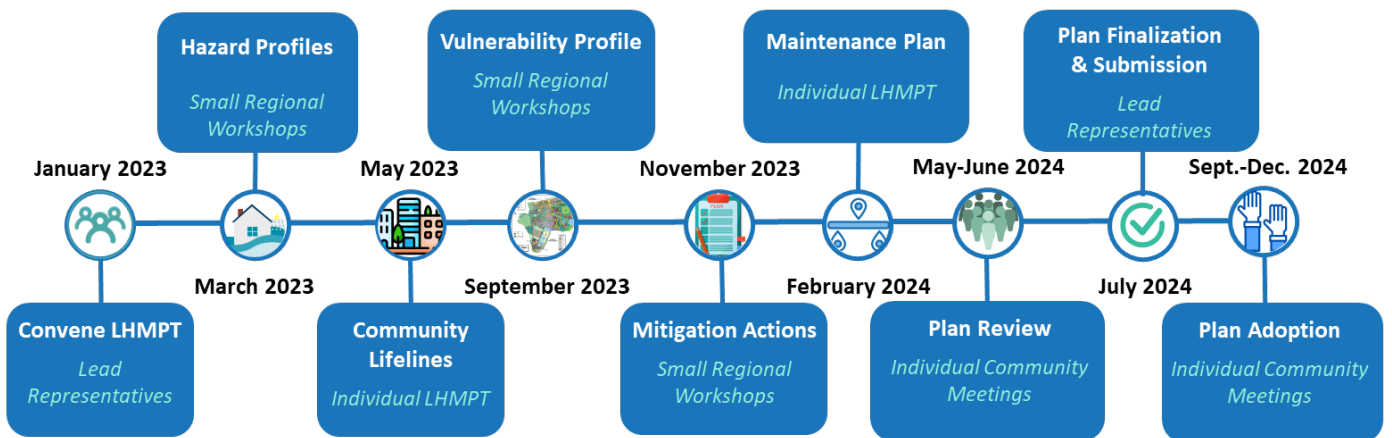 Hazard Profiles
Small Regional
Workshops
Vulnerability Profile
Small Regional
Workshops
Maintenance Plan
Individual LHMPT
Plan Finalization
& Submission
Lead
Representatives
January 2023
May 2023
November 2023
May-June 2024
Sept.-Dec. 2024
PLAN
March 2023
September 2023
February 2024
July 2024
Convene LHMPT
Lead
Representatives
Community
Lifelines
Individual LHMPT
Mitigation Actions
Small Regional
Workshops
Plan Review
Individual Community
Meetings
Plan Adoption
Individual Community
Meetings